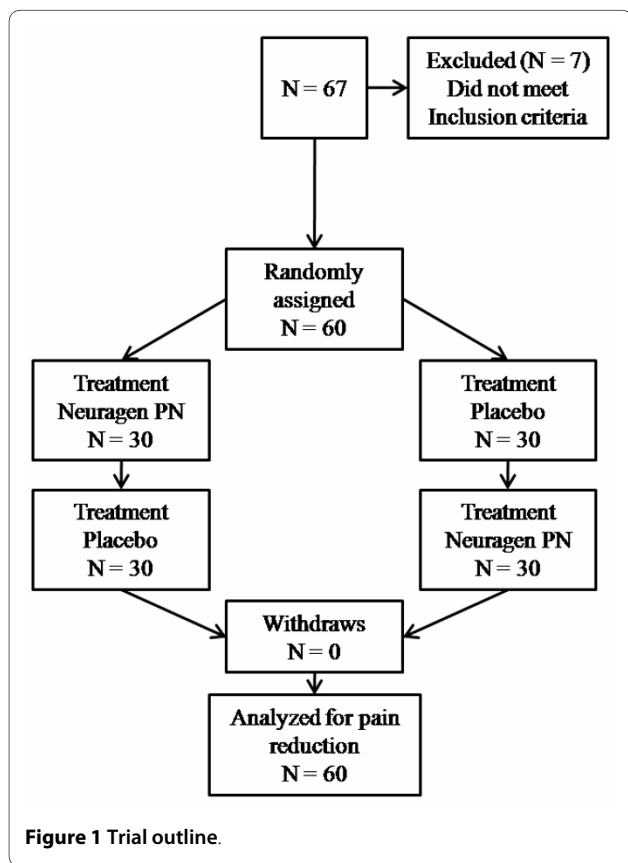 N = 67
Excluded (N = 7)
Did not meet
Inclusion criteria
Randomly
assigned
N = 60
Treatment
Neuragen PN
N = 30
Treatment
Placebo
N = 30
Treatment
Placebo
N = 30
Treatment
Neuragen PN
N = 30
Withdraws
N = 0
Analyzed for pain
reduction
N = 60
Figure 1 Trial outline.